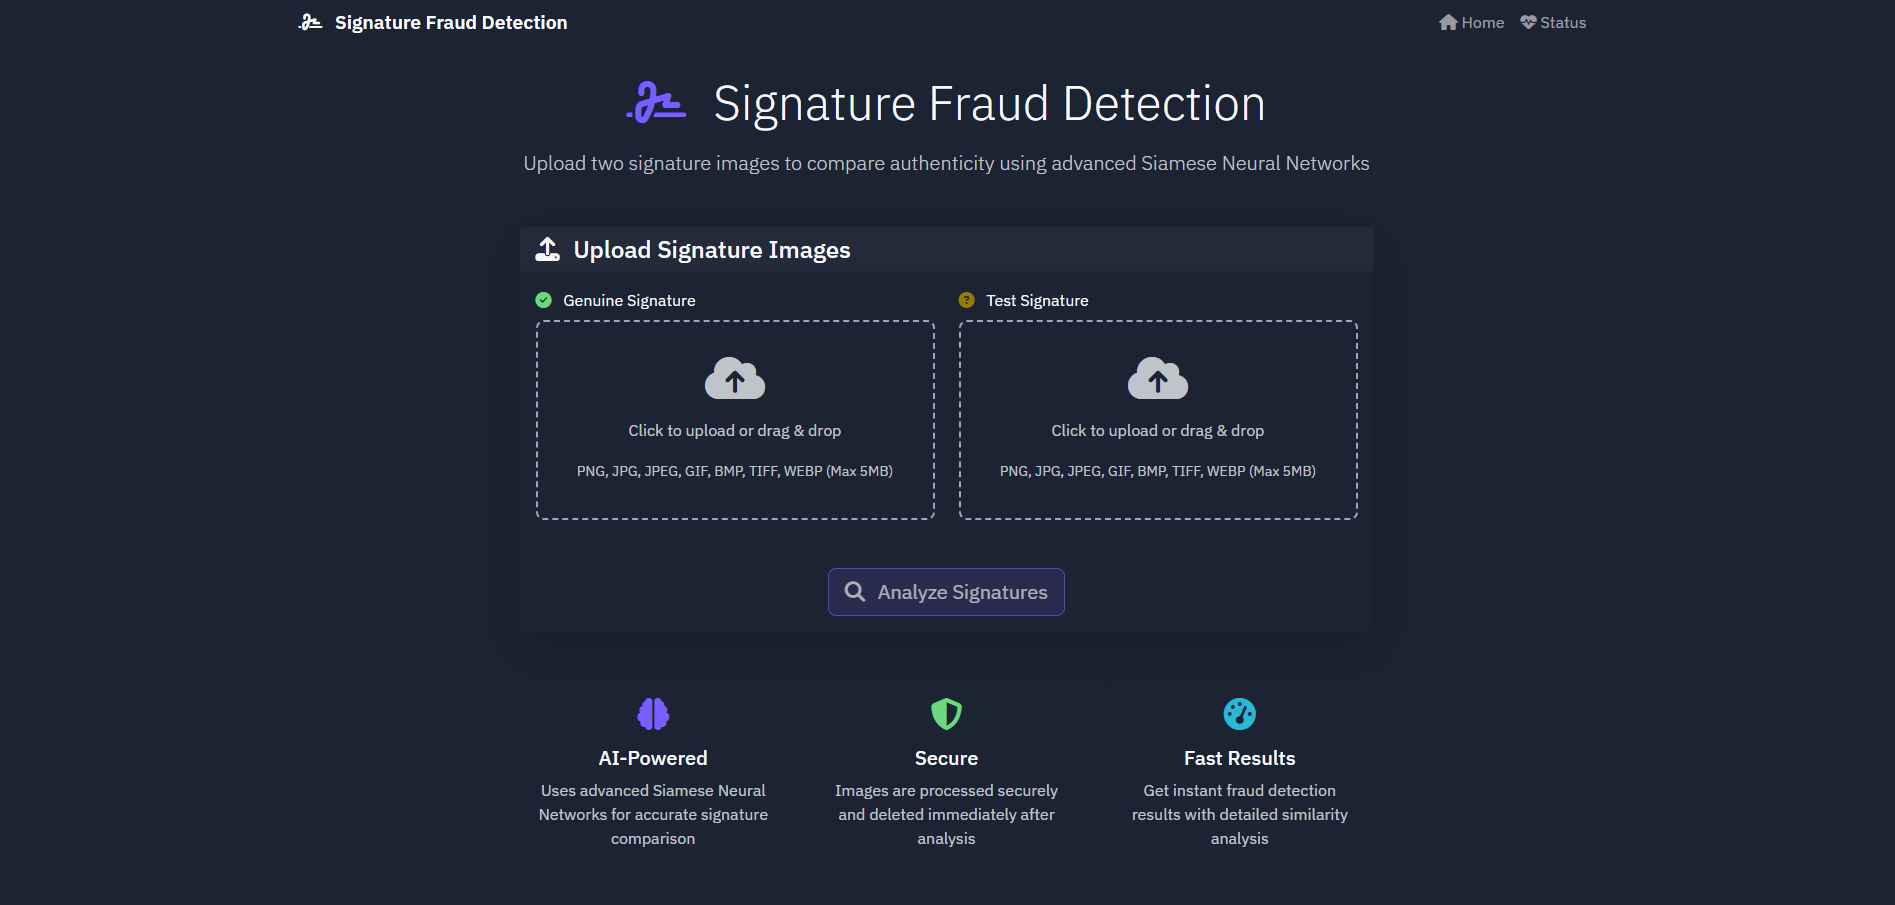 Signature Fraud Detection
Home
Status
Signature Fraud Detection
Upload two signature images to compare authenticity using advanced Siamese Neural Networks
Upload Signature Images
Genuine Signature
Click to upload or drag & drop
PNG, JPG, JPEG, GIF, BMP, TIFF, WEBP (Max 5MB)
Test Signature
Click to upload or drag & drop
PNG, JPG, JPEG, GIF, BMP, TIFF, WEBP (Max 5MB)
Analyze Signatures
AI-Powered
Uses advanced Siamese Neural
Networks for accurate signature
comparison
Secure
Images are processed securely
and deleted immediately after
analysis
Fast Results
Get instant fraud detection
results with detailed similarity
analysis